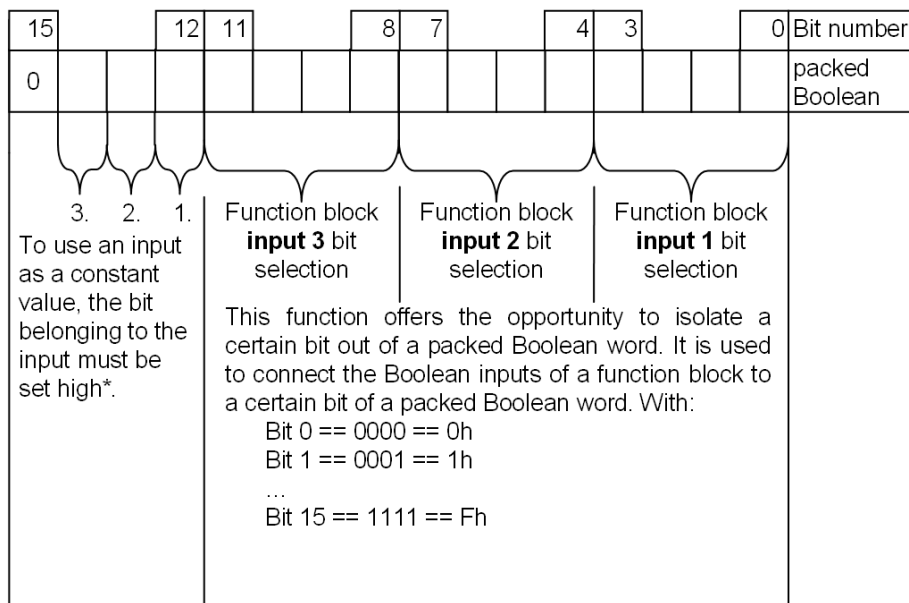 15 12 11 8 7 4 3 0 Bit number
0 packed
Boolean
3. 2. 1.
To use an input
as a constant
value, the bit
belonging to the
input must be
set high*.
Function block
input 3 bit
selection
Function block
input 2 bit
selection
Function block
input 1 bit
selection
This function offers the opportunity to isolate a
certain bit out of a packed Boolean word. It is used
to connect the Boolean inputs of a function block to
a certain bit of a packed Boolean word. With:
Bit 0 == 0000 == 0h
Bit 1 == 0001 == 1h
...
Bit 15 == 1111 == Fh